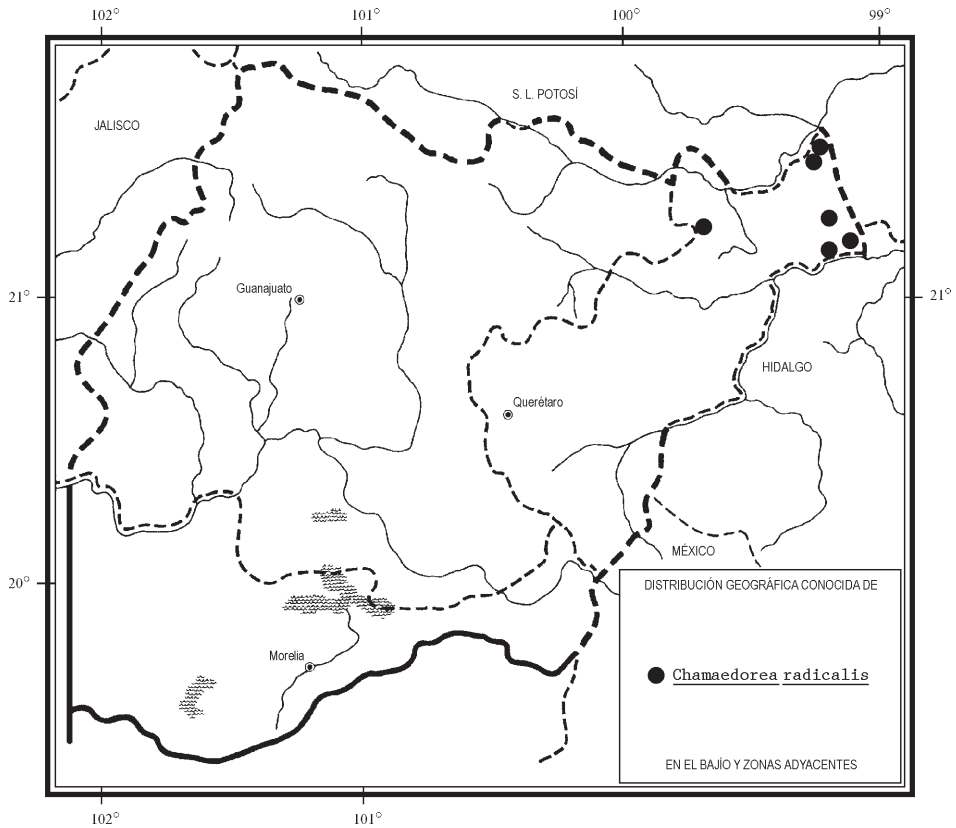 102°
101°
100°
99°
S. L. POTOSÍ
JALISCO
Guanajuato
21°
21°
HIDALGO
Querétaro
MÉXICO
20°
DISTRIBUCIÓN GEOGRÁFICA CONOCIDA DE
Morelia
Chamaedorea radicalis
EN EL BAJÍO Y ZONAS ADYACENTES
102°
101°